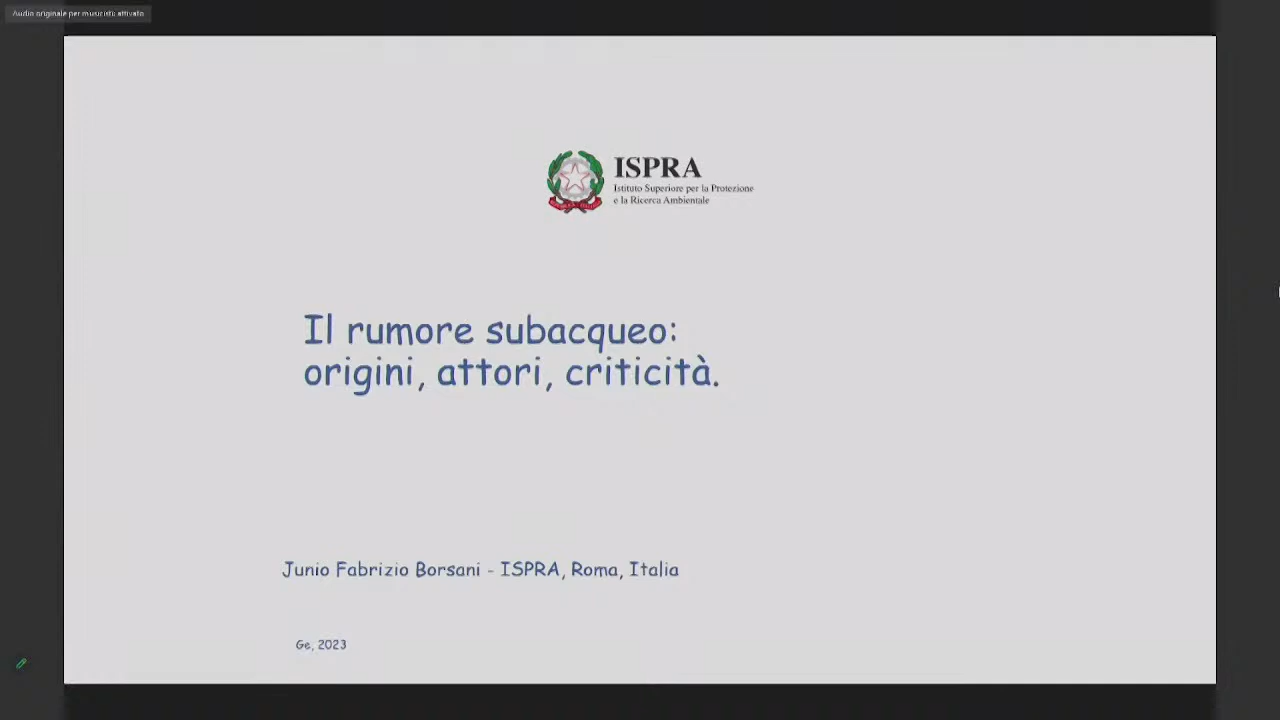 Audio originale per musicisti: attivato
ISPRA
Istituto Superiore per la Protezione
e la Ricerca Ambientale
Il rumore subacqueo:
origini, attori, criticità.
Junio Fabrizio Borsani - ISPRA, Roma, Italia
Ge, 2023